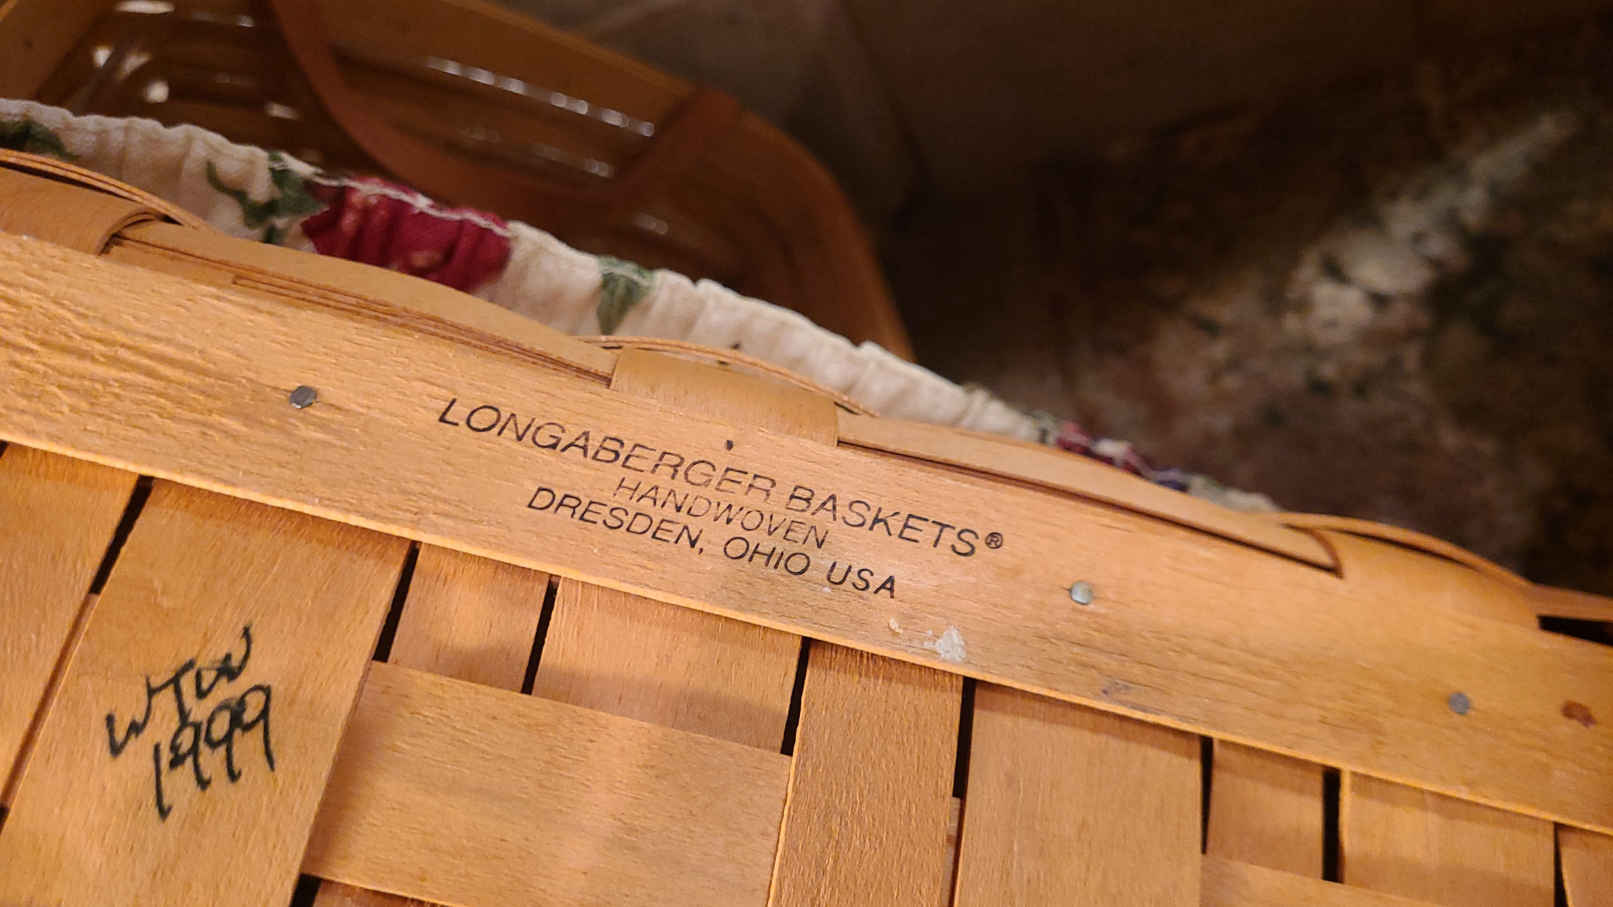 LONGABERGER BASKETS®
HANDWOVEN
DRESDEN, OHIO USA
WTW
1999